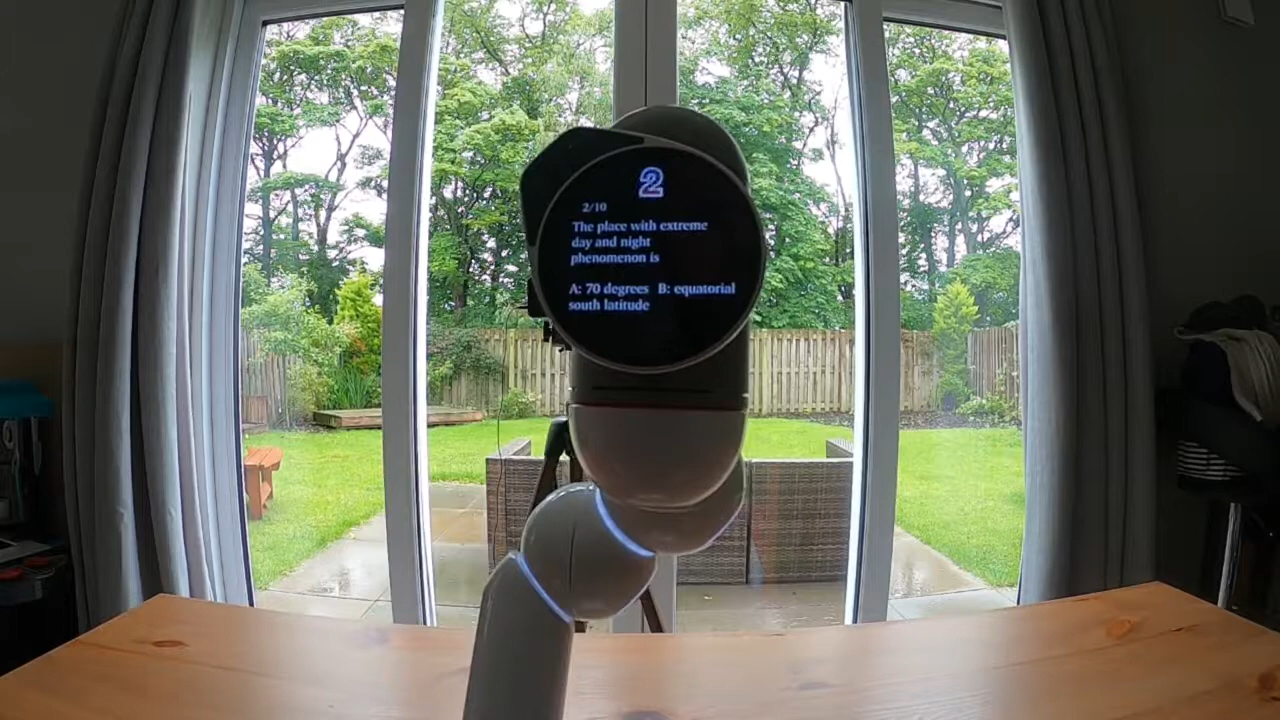 2
2/10
The place with extreme
day and night
phenomenon is
A: 70 degrees B: equatorial
south latitude